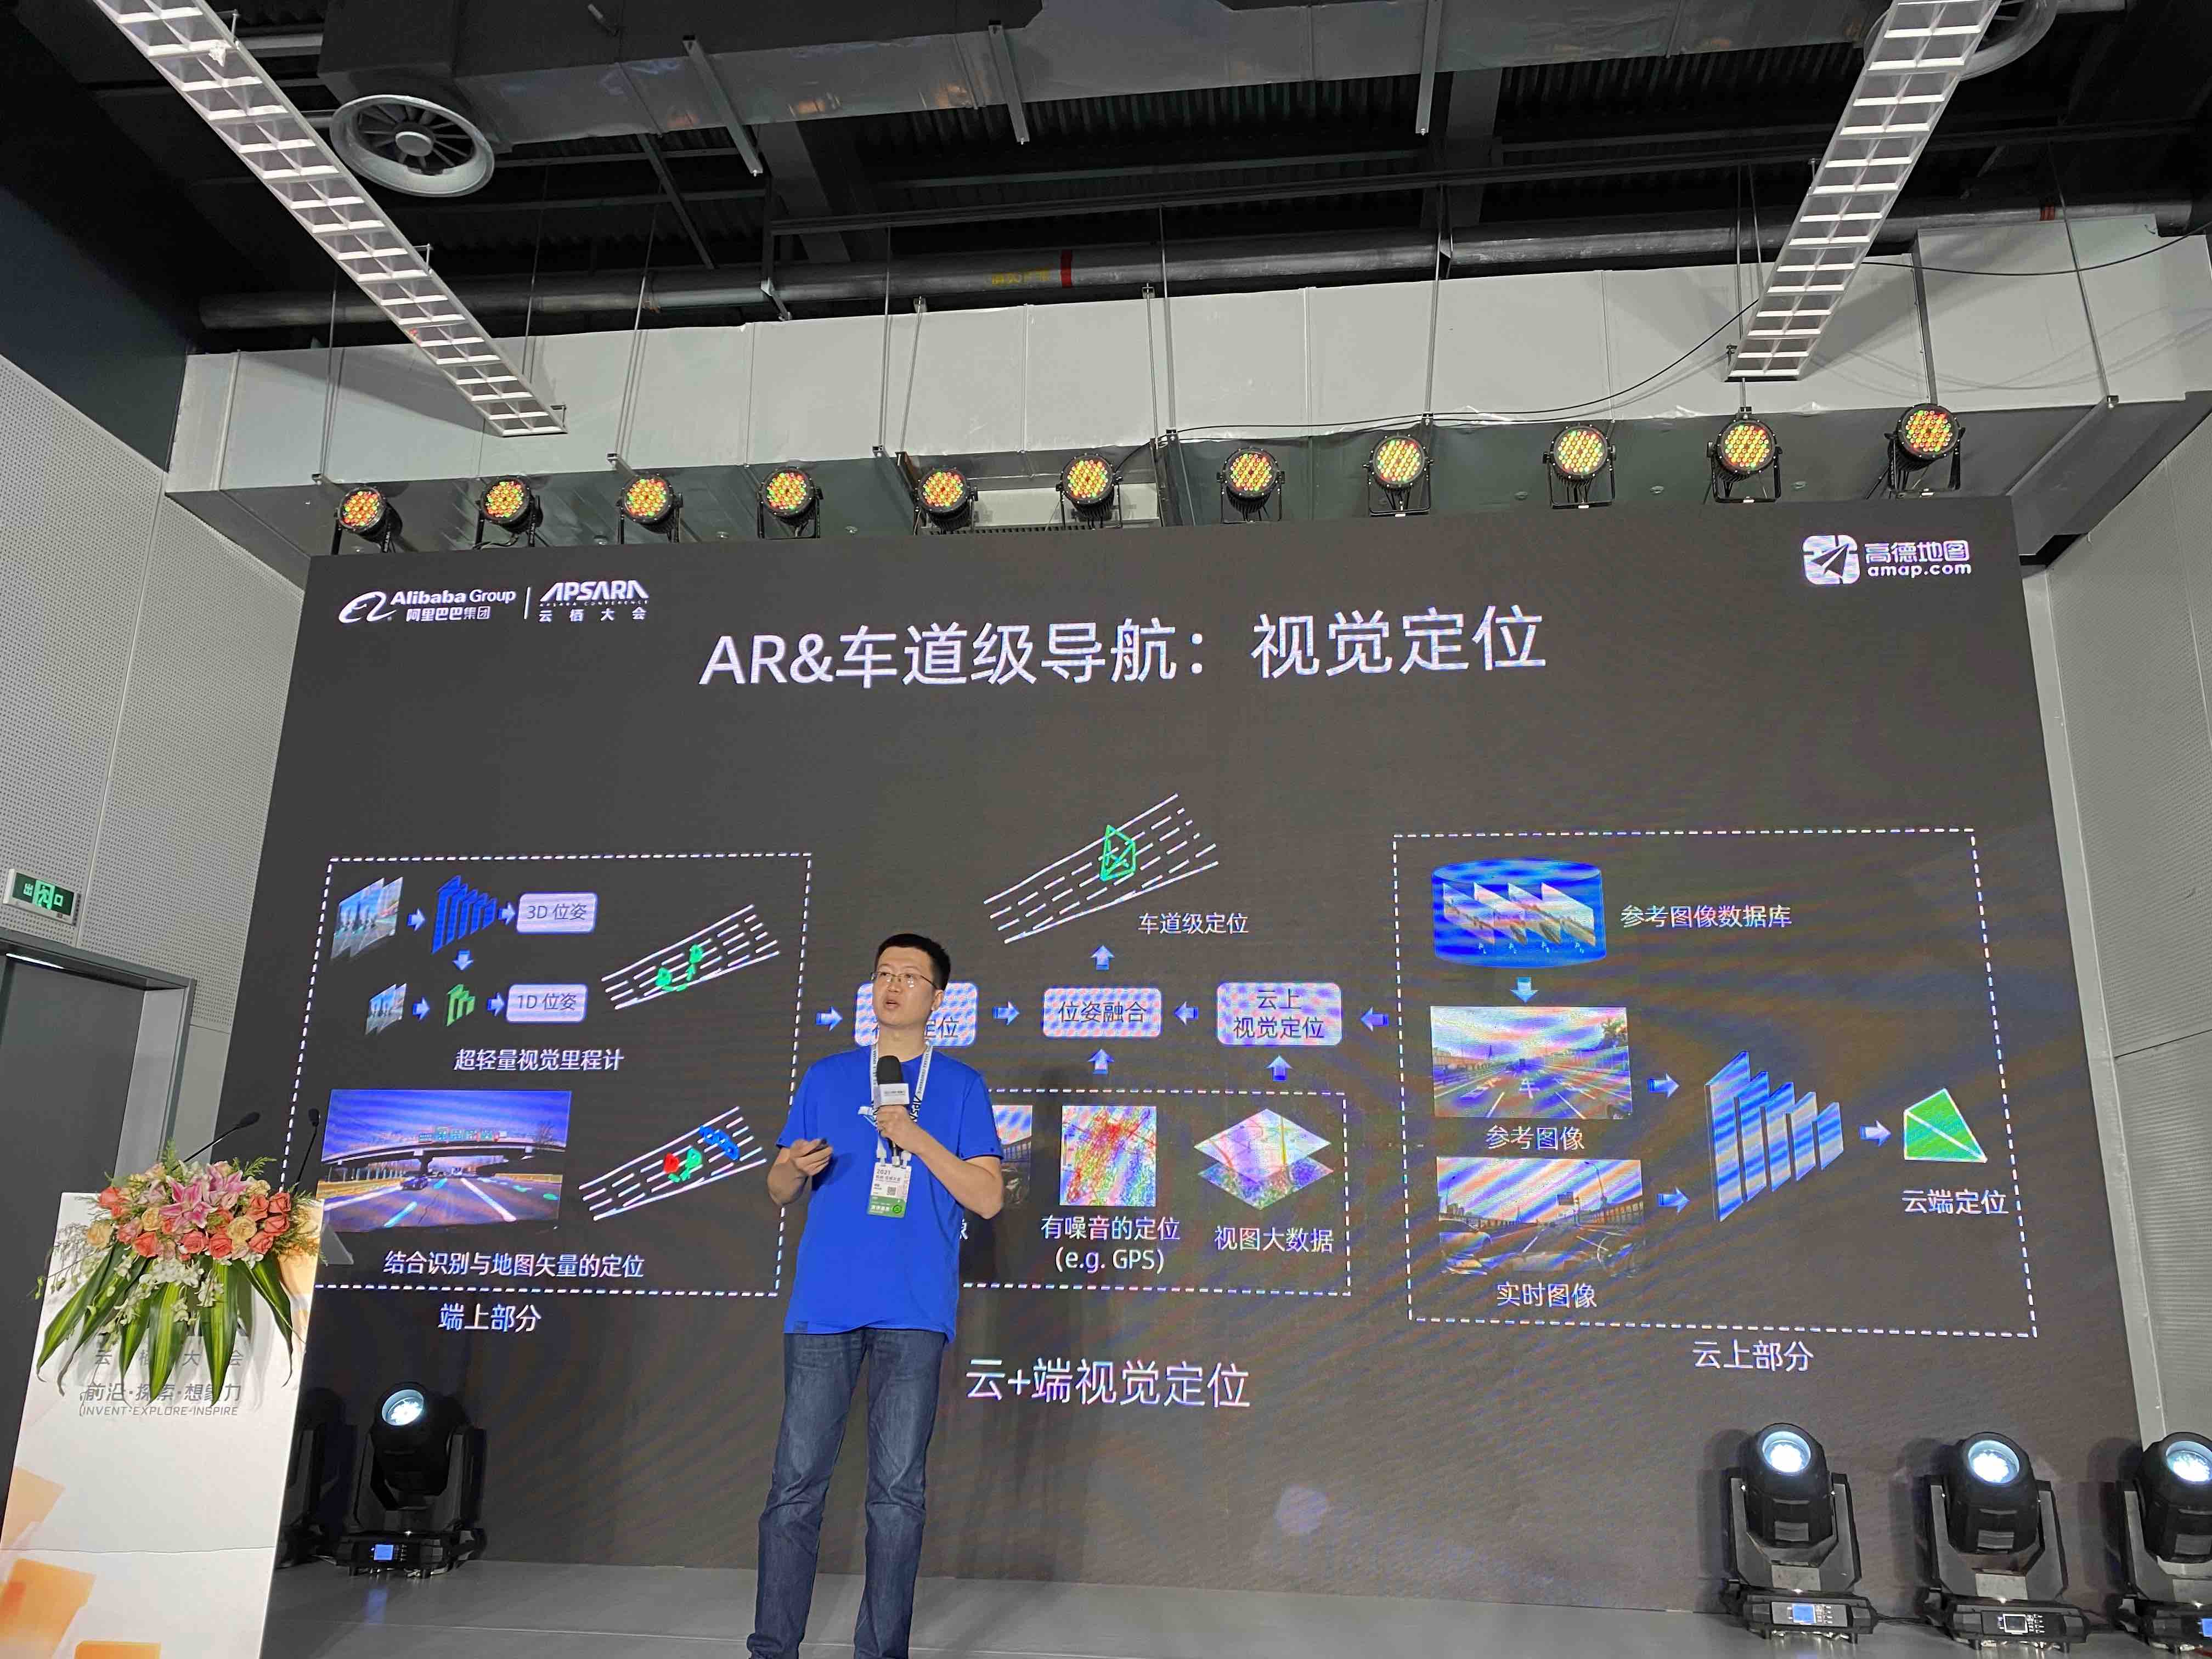 Alibaba Group
阿里巴巴集团
APSARA
APSARA CONFERENCE
云栖大会
高德地图
amap.com
AR&车道级导航：视觉定位
3D 位姿
1D 位姿
超轻量视觉里程计
结合识别与地图矢量的定位
端上部分
车道级定位
定位
位姿融合
云上
视觉定位
像
有噪音的定位
(e.g. GPS)
视图大数据
云+端视觉定位
参考图像数据库
参考图像
实时图像
云端定位
云上部分
出口
2021
云栖大会
前沿·探索·想象力
INVENT·EXPLORE·INSPIRE